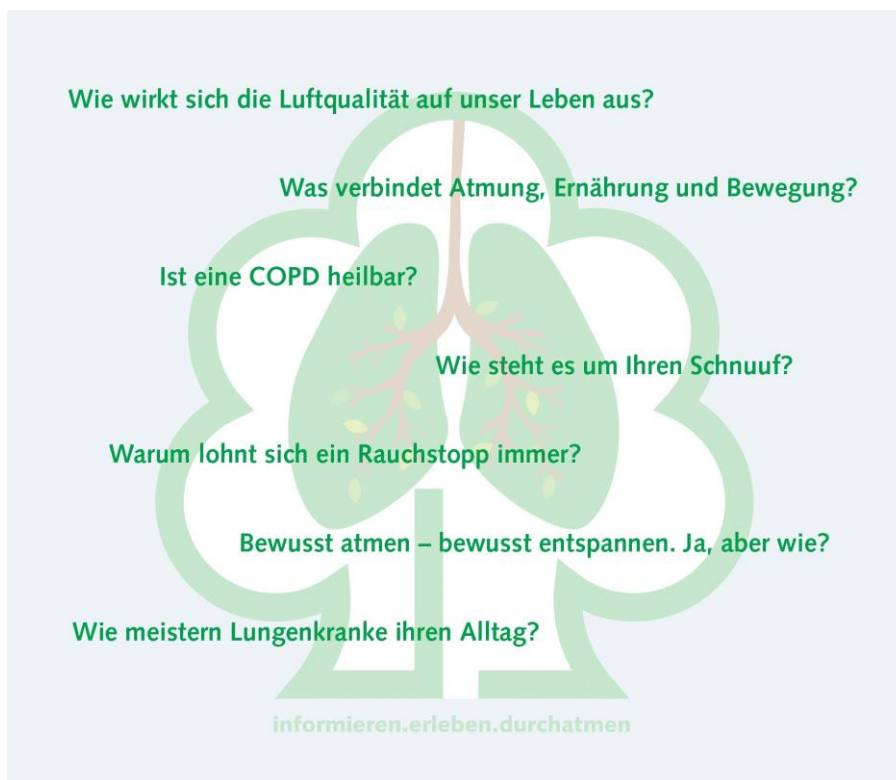 Wie wirkt sich die Luftqualität auf unser Leben aus?
Was verbindet Atmung, Ernährung und Bewegung?
Ist eine COPD heilbar?
Wie steht es um Ihren Schnuuf?
Warum lohnt sich ein Rauchstopp immer?
Bewusst atmen – bewusst entspannen. Ja, aber wie?
Wie meistern Lungenkranke ihren Alltag?
informieren.erleben.durchatmen